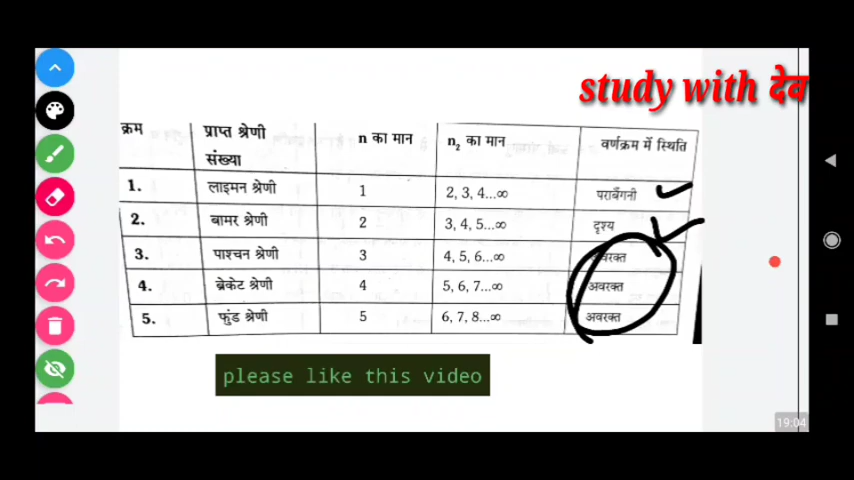 study with देब
क्रम प्राप्त श्रेणी संख्या n का मान n₂ का मान वर्णक्रम में स्थिति
1. लाइमन श्रेणी 1 2, 3, 4...∞ पराबैंगनी
2. बामर श्रेणी 2 3, 4, 5...∞ दृश्य
3. पाश्चन श्रेणी 3 4, 5, 6...∞ अवरक्त
4. ब्रेकेट श्रेणी 4 5, 6, 7...∞ अवरक्त
5. फुंड श्रेणी 5 6, 7, 8...∞ अवरक्त
please like this video
19:04